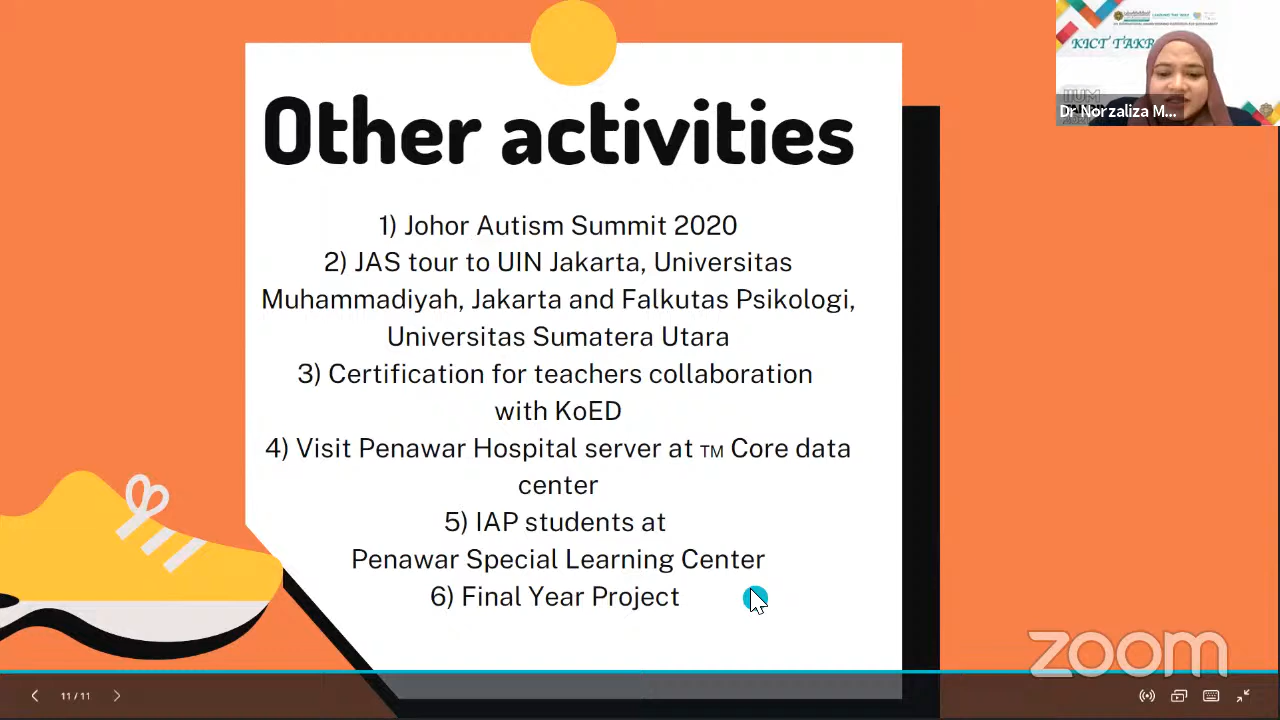 Other activities
1) Johor Autism Summit 2020
2) JAS tour to UIN Jakarta, Universitas
Muhammadiyah, Jakarta and Falkutas Psikologi,
Universitas Sumatera Utara
3) Certification for teachers collaboration
with KoED
4) Visit Penawar Hospital server at TM Core data
center
5) IAP students at
Penawar Special Learning Center
6) Final Year Project
KICT TAKR
IIUM
Dr Norzaliza M...
zoom
11 / 11